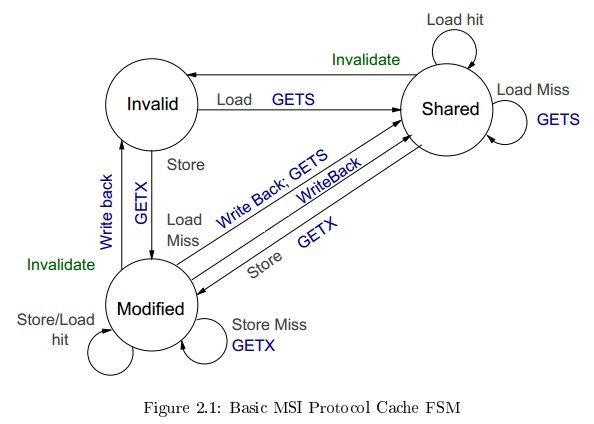 Load hit
Invalidate
Load Miss
Invalid
Load GETS
Shared
GETS
Store
Write Back; GETS
WriteBack
Write back
GETX
Load
Miss
GETX
Store
Invalidate
Modified
Store/Load
hit
Store Miss
GETX
Figure 2.1: Basic MSI Protocol Cache FSM